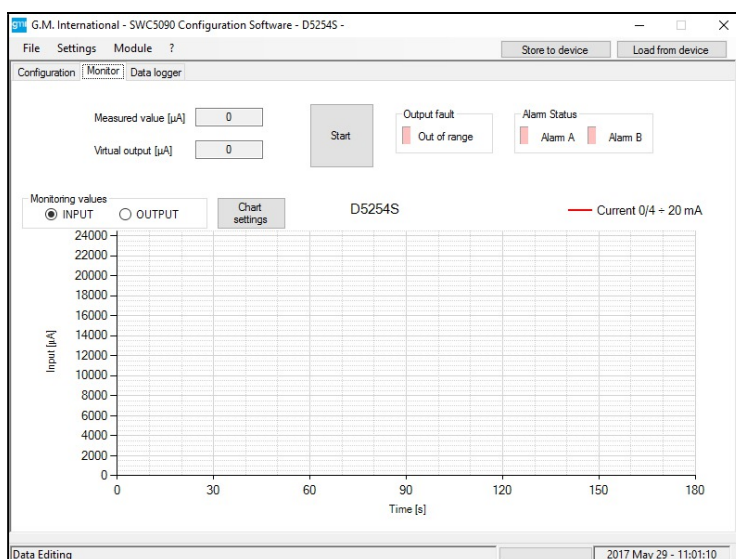 gmi G.M. International - SWC5090 Configuration Software - D5254S -
File Settings Module ? Store to device Load from device
Configuration Monitor Data logger
Measured value [µA] 0
Virtual output [µA] 0
Start
Output fault
Out of range
Alarm Status
Alarm A Alarm B
Monitoring values
INPUT OUTPUT
Chart
settings
D5254S
Current 0/4 ÷ 20 mA
24000
22000
20000
18000
16000
14000
12000
10000
8000
6000
4000
2000
0
Input [µA]
0 30 60 90 120 150 180
Time [s]
Data Editing 2017 May 29 - 11:01:10